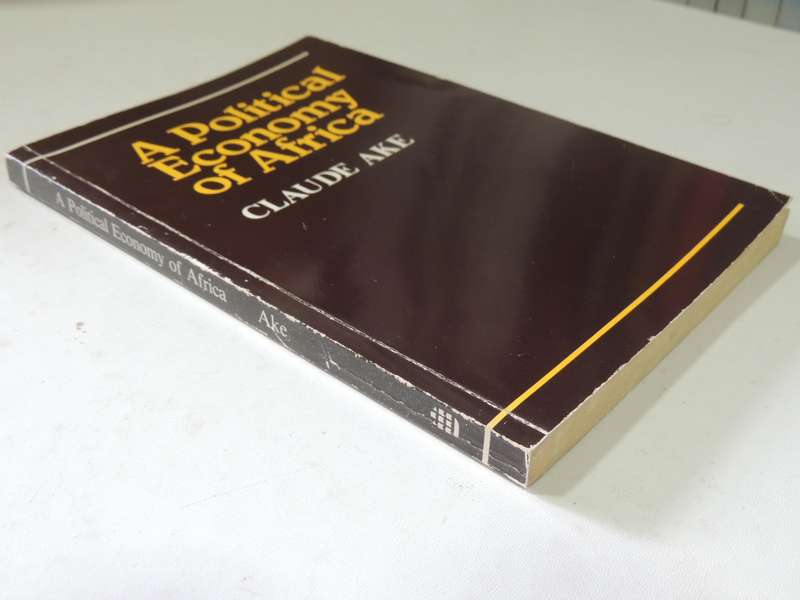 A Political
Economy
of Africa
CLAUDE AKE
A Political Economy of Africa Ake